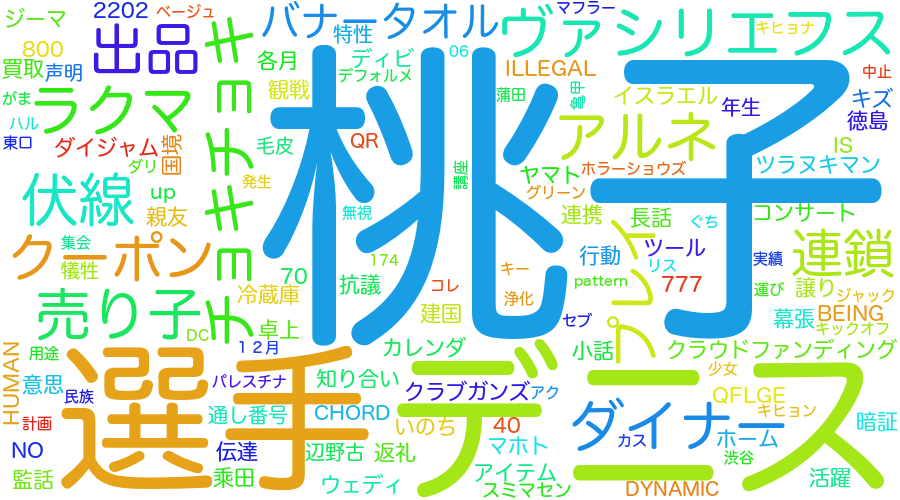 ジーマ
2202
ベージュ
出品
チョキチョキ
バナータオル
特性
ヴァシリエフス
マフラー
キヒョナ
800
買取
声明
各月
ディビ
デフォルメ
06
ILLEGAL
亀甲
中止
がま
ラクマ
観戦
蒲田
イスラエル
年生
キズ
徳島
ハル
東口
ダイジャム
国境
毛皮
QR
桃子
講座
アルネ
IS
ダリ
ヤマト
ホラーショウズ
ツラヌキマン
伏線
up
発生
グリーン
親友
無視
連携
長話
ぐち
コンサート
クーポン
集会
犠牲
174
キー
行動
ツール
リス
実績
連鎖
70
冷蔵庫
抗議
コレ
浄化
pattern
777
運び
譲り
ジャック
売り子
DC
卓上
建国
セブ
プレイ
幕張
BEING
キックオフ
HUMAN
用途
12月
カレンダ
小話
クラウドファンディング
意思
民族
選手
パレスチナ
知り合い
デニース
クラブガンズ
アク
少女
QFLGE
キヒョン
計画
通し番号
CHORD
いのち
40
ダイナ
暗証
NO
伝達
辺野古
返礼
マホト
カス
ホーム
渋谷
監話
乗田
ウェディ
アイテム
スミマセン
DYNAMIC
活躍